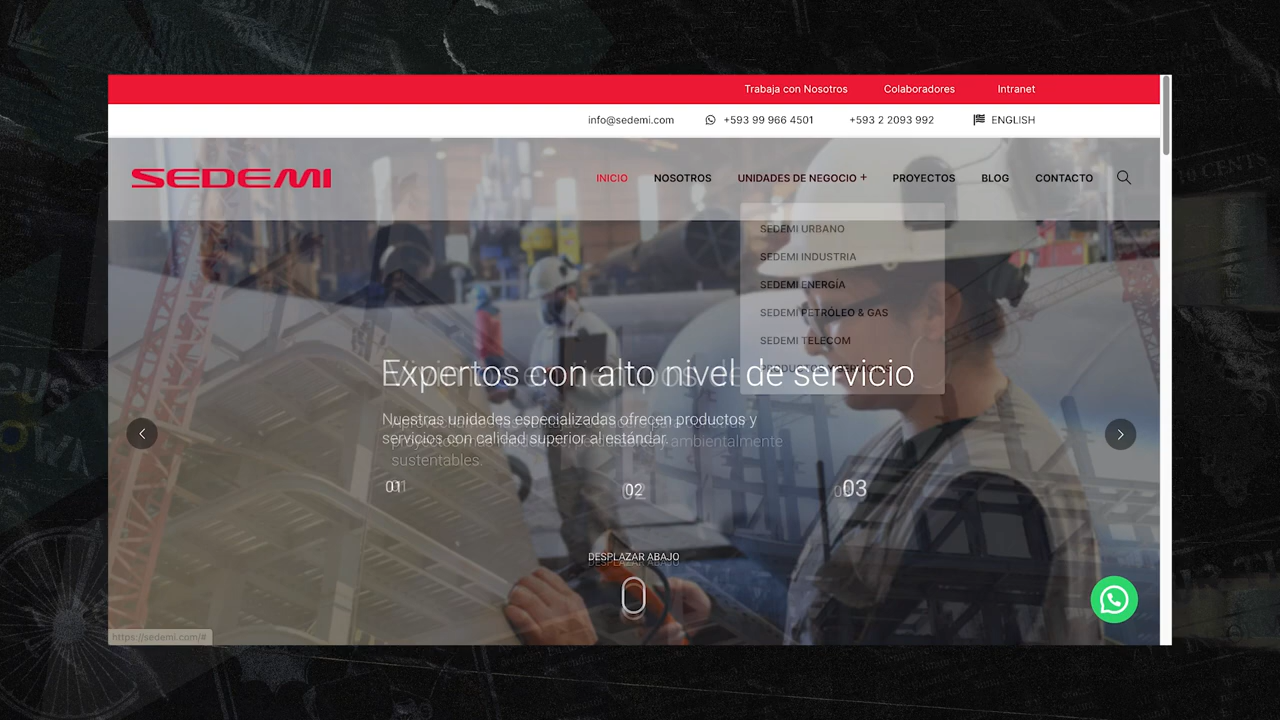 Trabaja con Nosotros Colaboradores Intranet
info@sedemi.com +593 99 966 4501 +593 2 2093 992 ENGLISH
SEDEMI
INICIO NOSOTROS UNIDADES DE NEGOCIO + PROYECTOS BLOG CONTACTO
SEDEMI URBANO
SEDEMI INDUSTRIA
SEDEMI ENERGÍA
SEDEMI PETRÓLEO & GAS
SEDEMI TELECOM
Expertos con alto nivel de servicio
Nuestras unidades especializadas ofrecen productos y
servicios con calidad superior al estándar.
ambientalmente
sustentables.
01 02 03
DESPLAZAR ABAJO
https://sedemi.com/#
10 CENTS